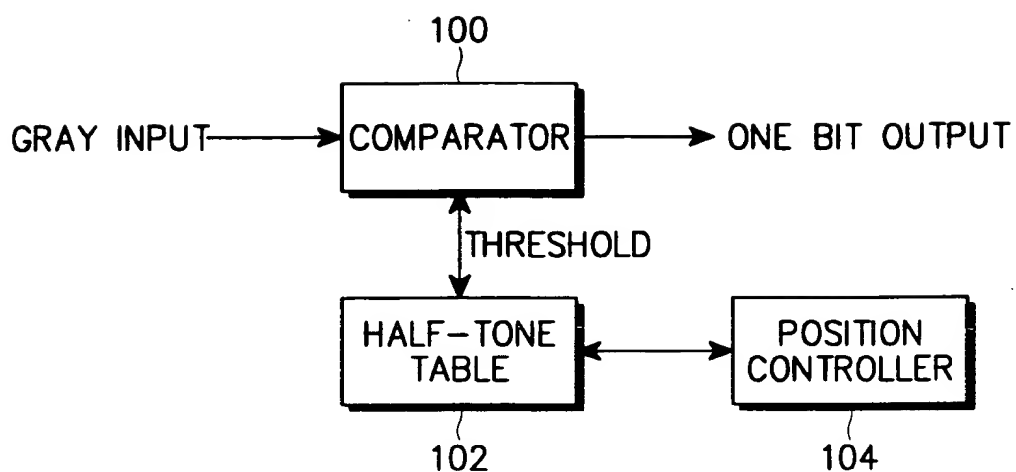 100
GRAY INPUT
COMPARATOR
ONE BIT OUTPUT
THRESHOLD
HALF-TONE
TABLE
POSITION
CONTROLLER
102
104